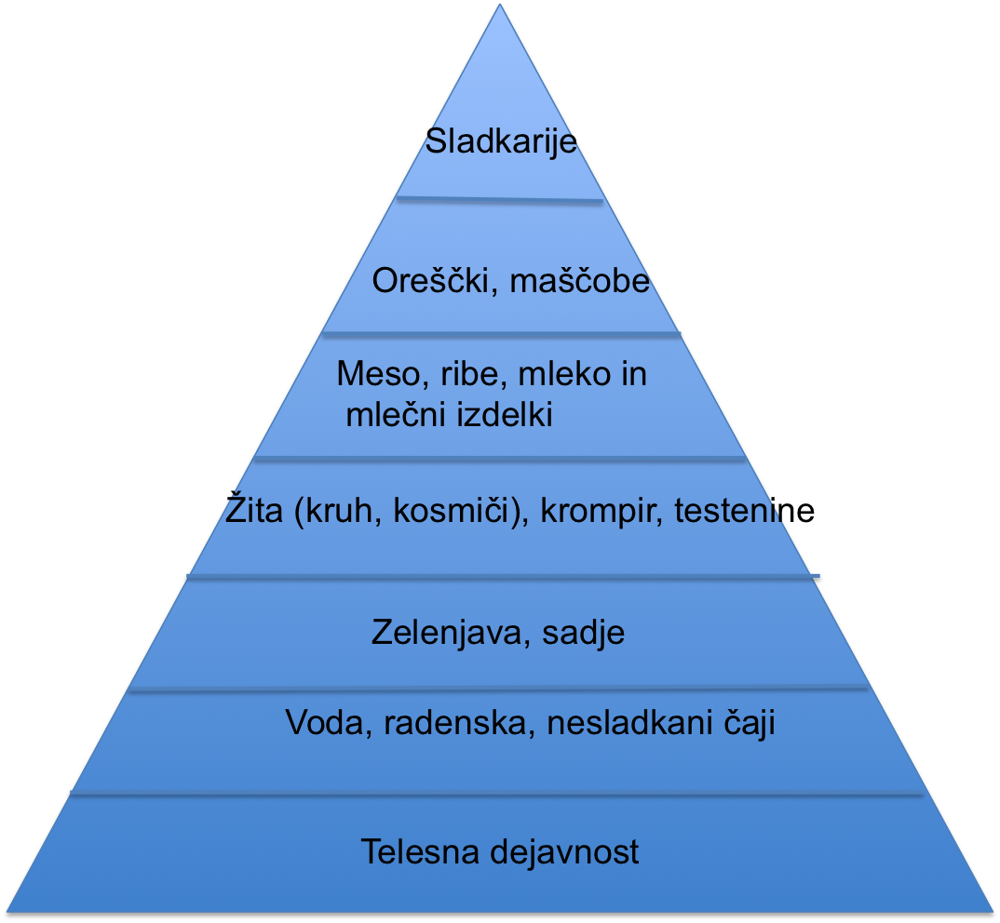 Sladkarije
Oreščki, maščobe
Meso, ribe, mleko in
mlečni izdelki
Žita (kruh, kosmiči), krompir, testenine
Zelenjava, sadje
Voda, radenska, nesladkani čaji
Telesna dejavnost